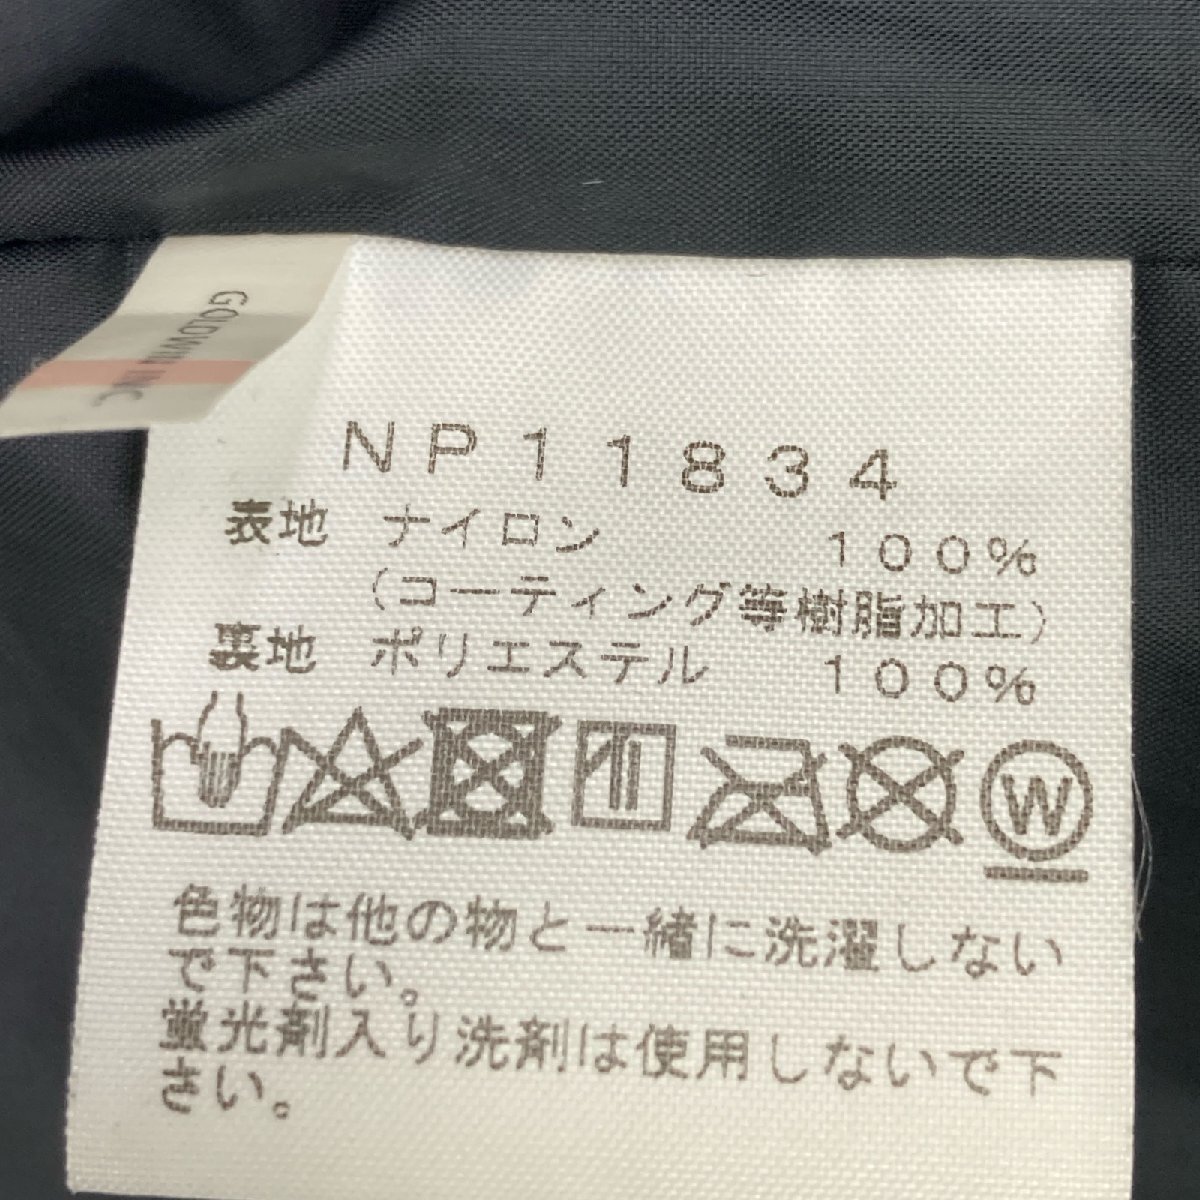 GOLDWIN INC
NP11834
表地 ナイロン 100%
(コーティング等樹脂加工)
裏地 ポリエステル 100%
W
色物は他の物と一緒に洗濯しない
で下さい。
蛍光剤入り洗剤は使用しないで下
さい。